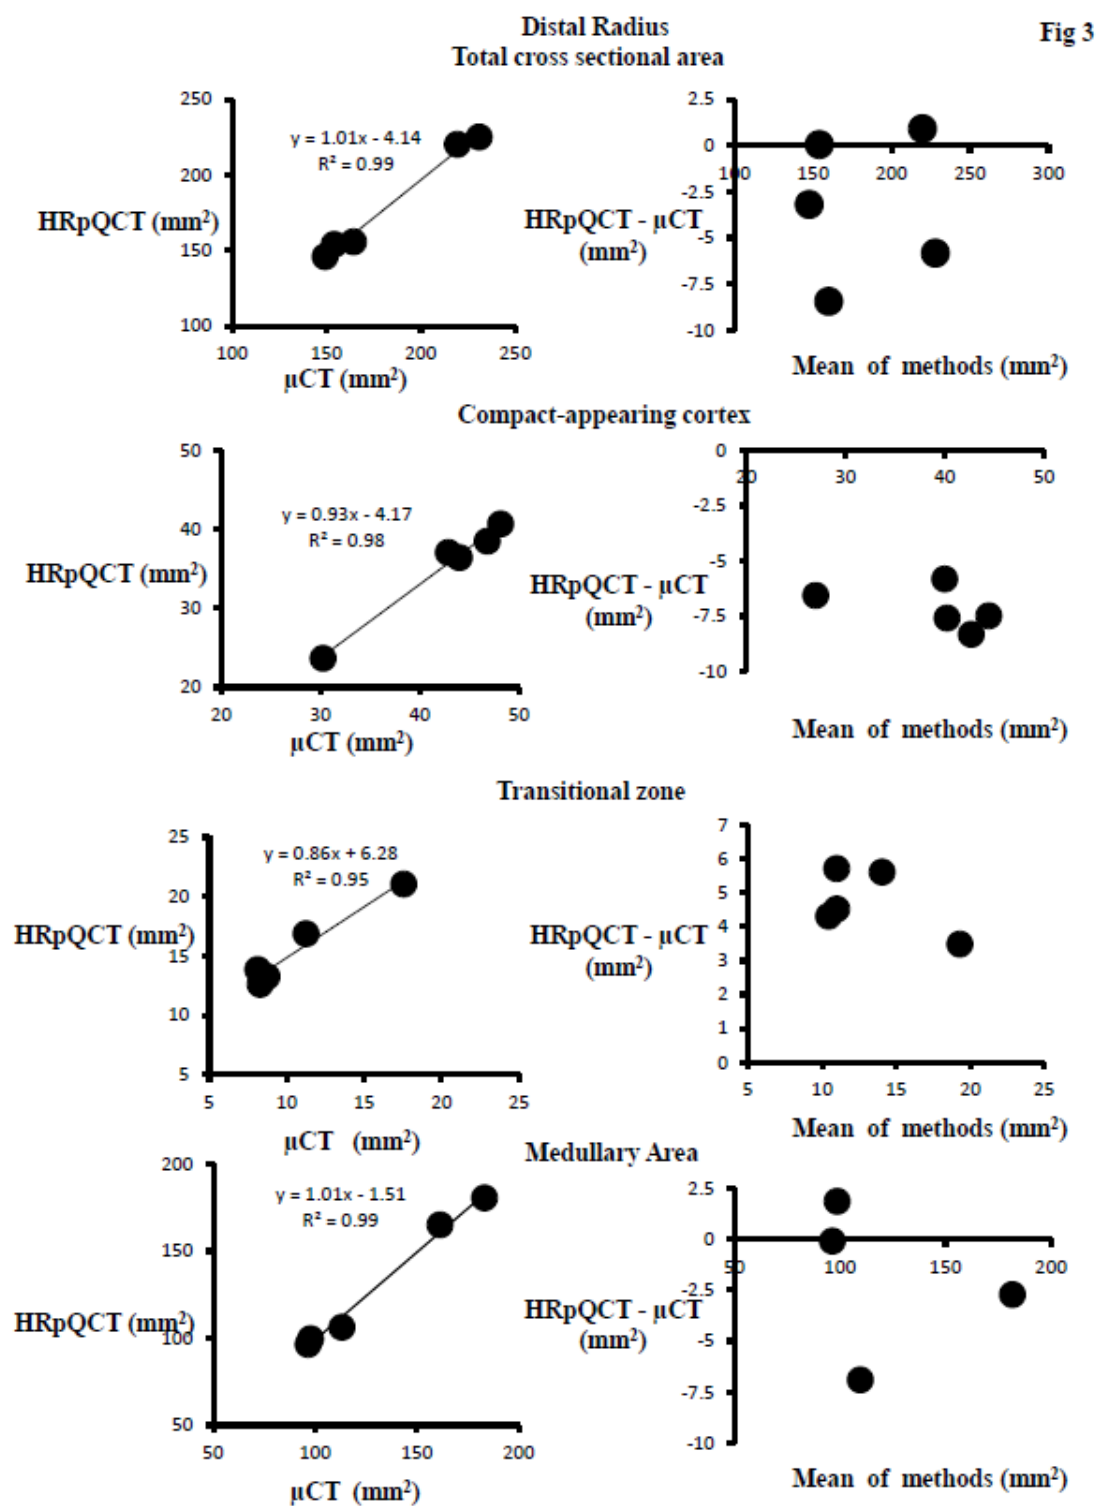 Distal Radius
Fig 3
Total cross sectional area
250
200
150
100
100 150 200 250
y = 1.01x - 4.14
R² = 0.99
HRpQCT (mm²)
µCT (mm²)
2.5
0
-2.5
-5
-7.5
-10
100 150 200 250 300
HRpQCT - µCT
(mm²)
Mean of methods (mm²)
Compact-appearing cortex
50
40
30
20
20 30 40 50
y = 0.93x - 4.17
R² = 0.98
HRpQCT (mm²)
µCT (mm²)
0
-2.5
-5
-7.5
-10
20 30 40 50
HRpQCT - µCT
(mm²)
Mean of methods (mm²)
Transitional zone
25
20
15
10
5
5 10 15 20 25
y = 0.86x + 6.28
R² = 0.95
HRpQCT (mm²)
µCT (mm²)
7
6
5
4
3
2
1
0
5 10 15 20 25
HRpQCT - µCT
(mm²)
Mean of methods (mm²)
Medullary Area
200
150
100
50
50 100 150 200
y = 1.01x - 1.51
R² = 0.99
HRpQCT (mm²)
µCT (mm²)
2.5
0
-2.5
-5
-7.5
-10
50 100 150 200
HRpQCT - µCT
(mm²)
Mean of methods (mm²)